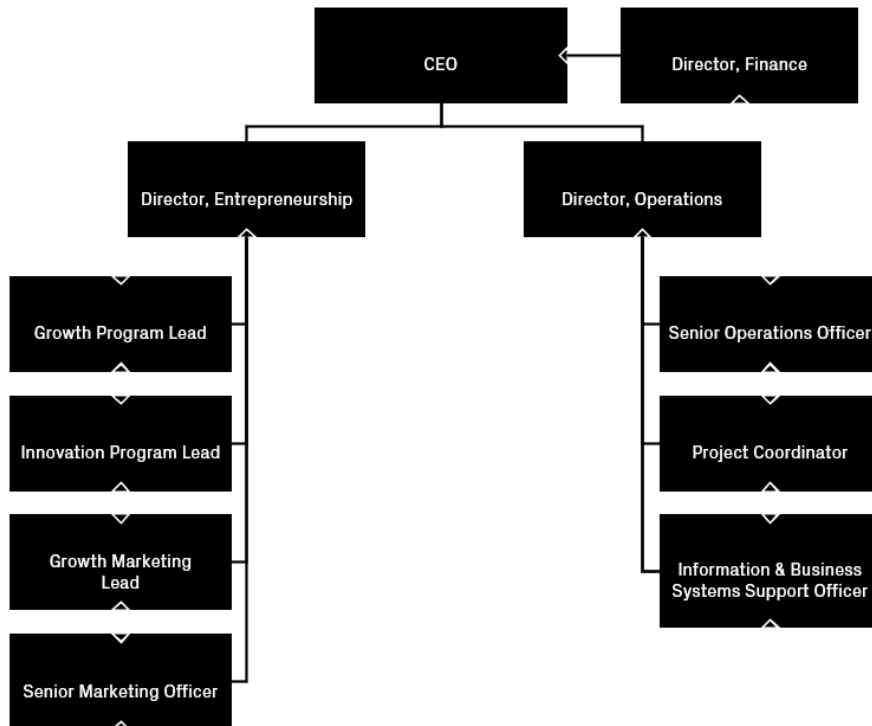 CEO
Director, Finance
Director, Entrepreneurship
Director, Operations
Growth Program Lead
Innovation Program Lead
Growth Marketing
Lead
Senior Marketing Officer
Senior Operations Officer
Project Coordinator
Information & Business
Systems Support Officer